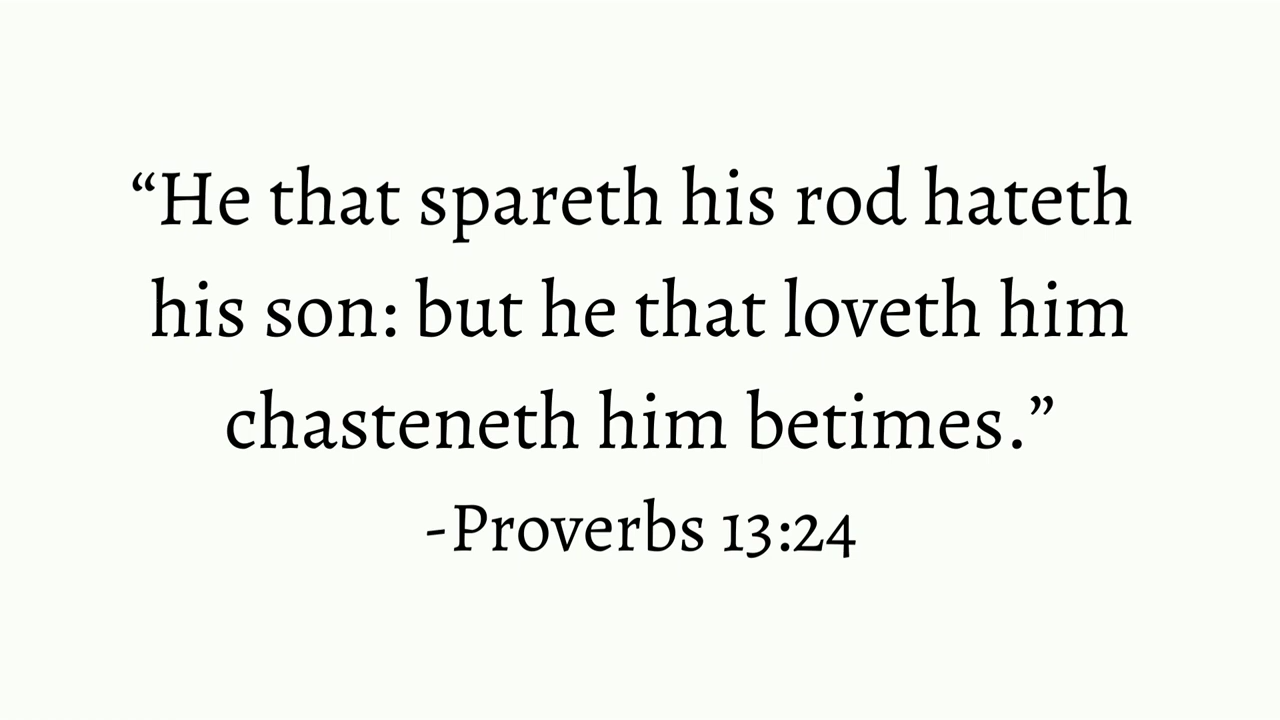 “He that spareth his rod hateth
his son: but he that loveth him
chasteneth him betimes.”
-Proverbs 13:24